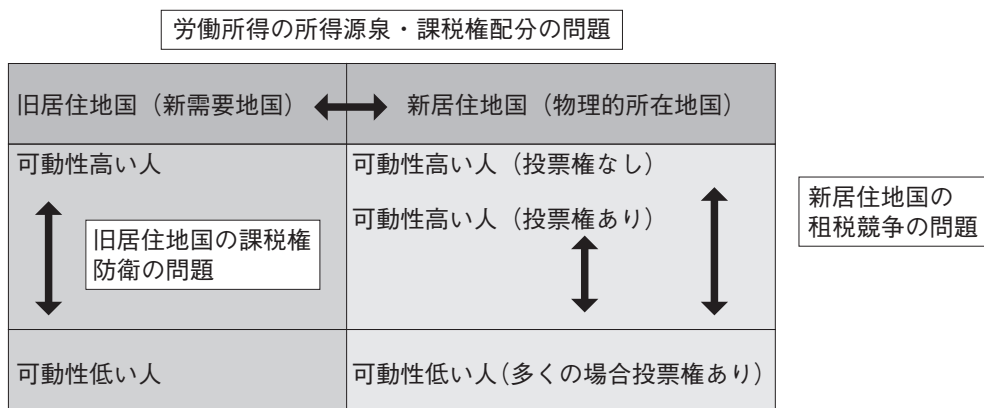 労働所得の所得源泉・課税権配分の問題
旧居住地国（新需要地国）
新居住地国（物理的所在地国）
可動性高い人
可動性高い人（投票権なし）
可動性高い人（投票権あり）
旧居住地国の課税権
防衛の問題
新居住地国の
租税競争の問題
可動性低い人
可動性低い人（多くの場合投票権あり）